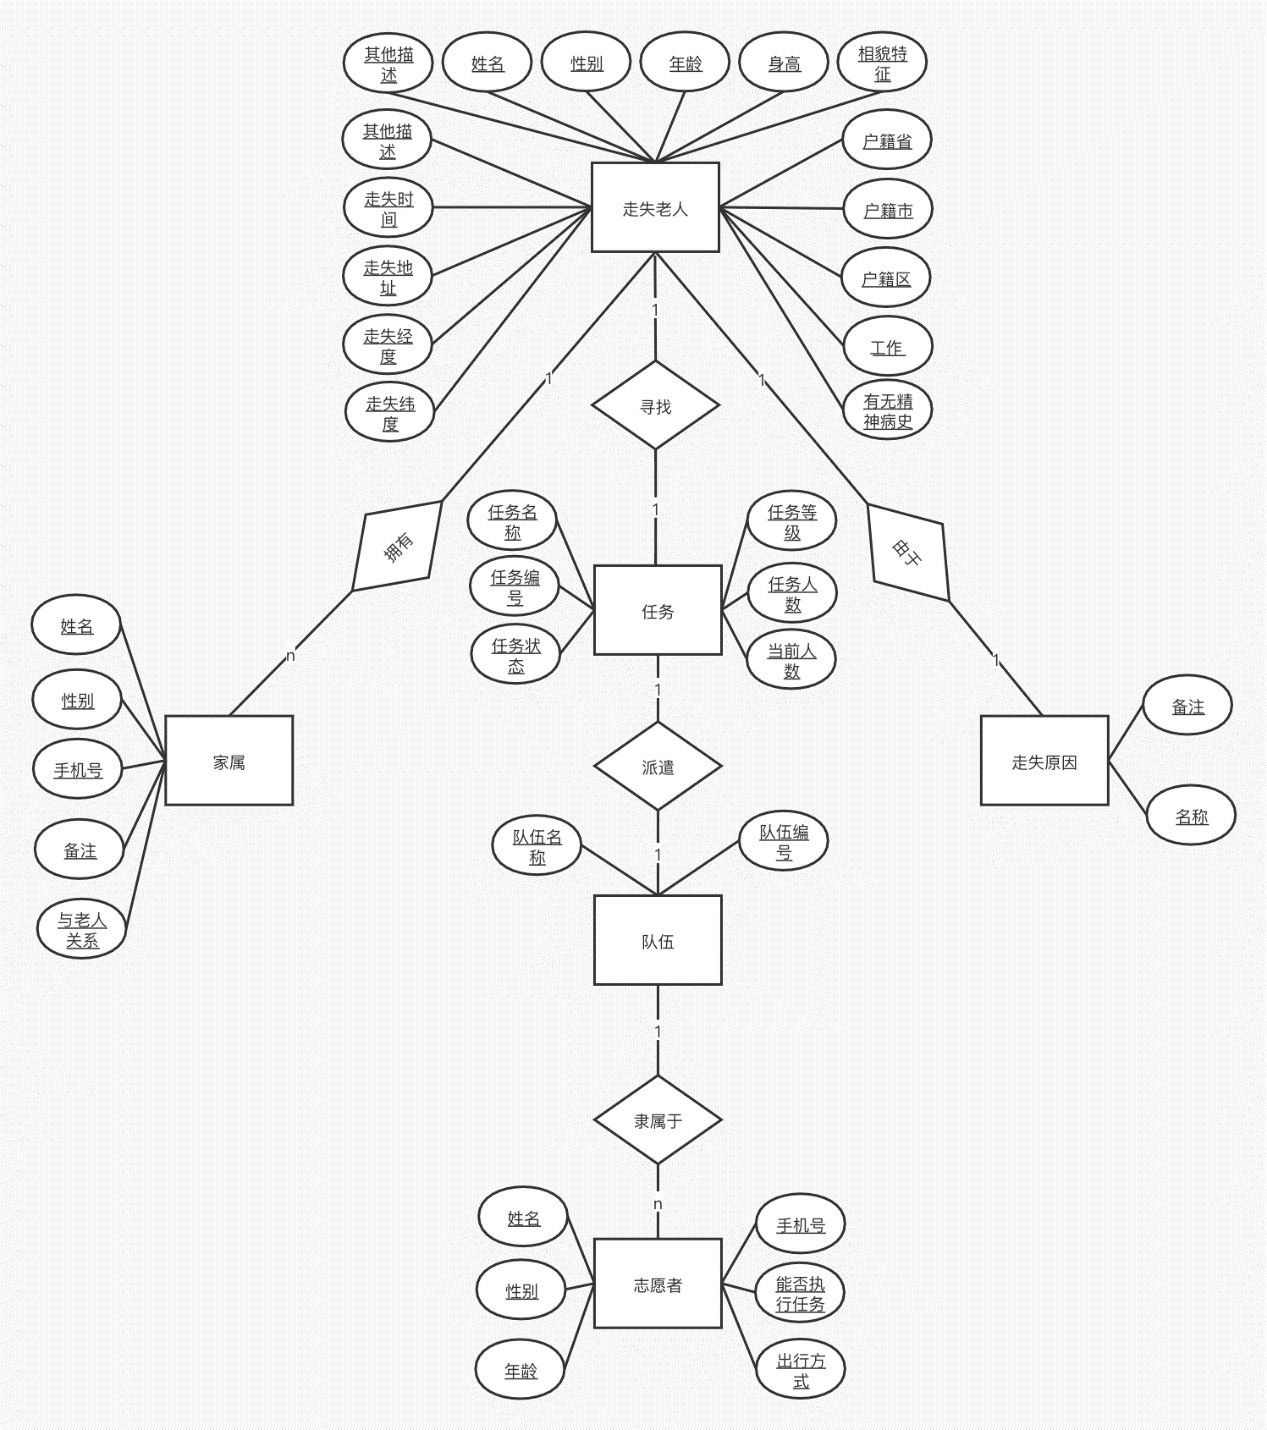 其他描
述
姓名
性别
年龄
身高
相貌特
征
其他描
述
走失时
间
走失地
址
走失经
度
走失纬
度
走失老人
户籍省
户籍市
户籍区
工作
有无精
神病史
1
1
1
寻找
1
拥有
由于
n
1
任务名
称
任务编
号
任务状
态
任务
任务等
级
任务人
数
当前人
数
姓名
性别
手机号
备注
与老人
关系
家属
走失原因
备注
名称
1
派遣
1
队伍名
称
队伍编
号
队伍
1
隶属于
n
姓名
性别
年龄
志愿者
手机号
能否执
行任务
出行方
式